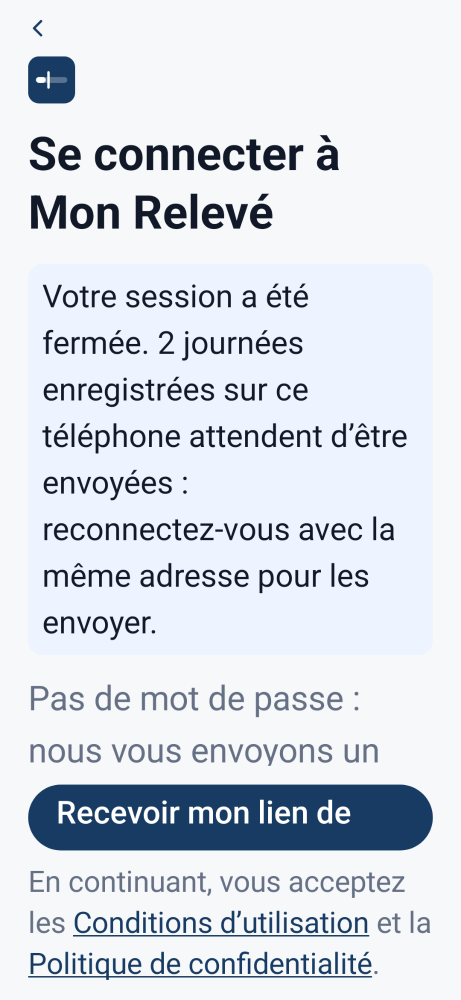 Se connecter à
Mon Relevé
Votre session a été
fermée. 2 journées
enregistrées sur ce
téléphone attendent d’être
envoyées :
reconnectez-vous avec la
même adresse pour les
envoyer.
Pas de mot de passe :
nous vous envoyons un
Recevoir mon lien de
En continuant, vous acceptez
les Conditions d’utilisation et la
Politique de confidentialité.